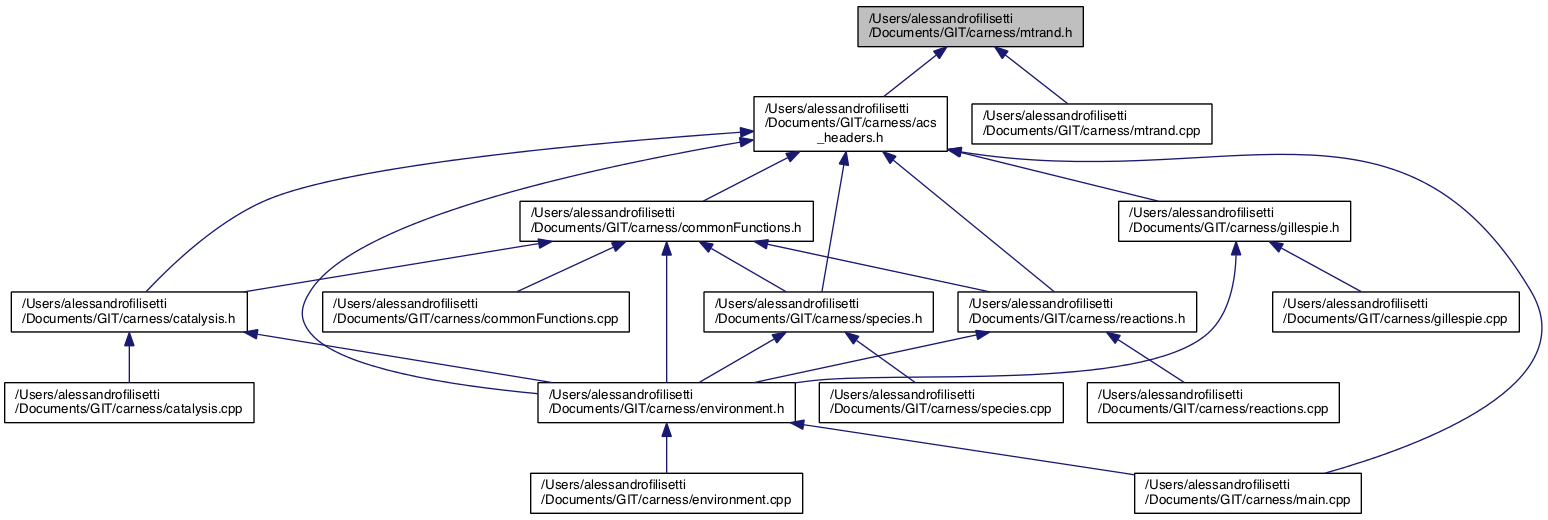 /Users/alessandrofilisetti
/Documents/GIT/carness/mtrand.h
/Users/alessandrofilisetti
/Documents/GIT/carness/acs
_headers.h
/Users/alessandrofilisetti
/Documents/GIT/carness/mtrand.cpp
/Users/alessandrofilisetti
/Documents/GIT/carness/commonFunctions.h
/Users/alessandrofilisetti
/Documents/GIT/carness/gillespie.h
/Users/alessandrofilisetti
/Documents/GIT/carness/catalysis.h
/Users/alessandrofilisetti
/Documents/GIT/carness/commonFunctions.cpp
/Users/alessandrofilisetti
/Documents/GIT/carness/species.h
/Users/alessandrofilisetti
/Documents/GIT/carness/reactions.h
/Users/alessandrofilisetti
/Documents/GIT/carness/gillespie.cpp
/Users/alessandrofilisetti
/Documents/GIT/carness/catalysis.cpp
/Users/alessandrofilisetti
/Documents/GIT/carness/environment.h
/Users/alessandrofilisetti
/Documents/GIT/carness/species.cpp
/Users/alessandrofilisetti
/Documents/GIT/carness/reactions.cpp
/Users/alessandrofilisetti
/Documents/GIT/carness/environment.cpp
/Users/alessandrofilisetti
/Documents/GIT/carness/main.cpp